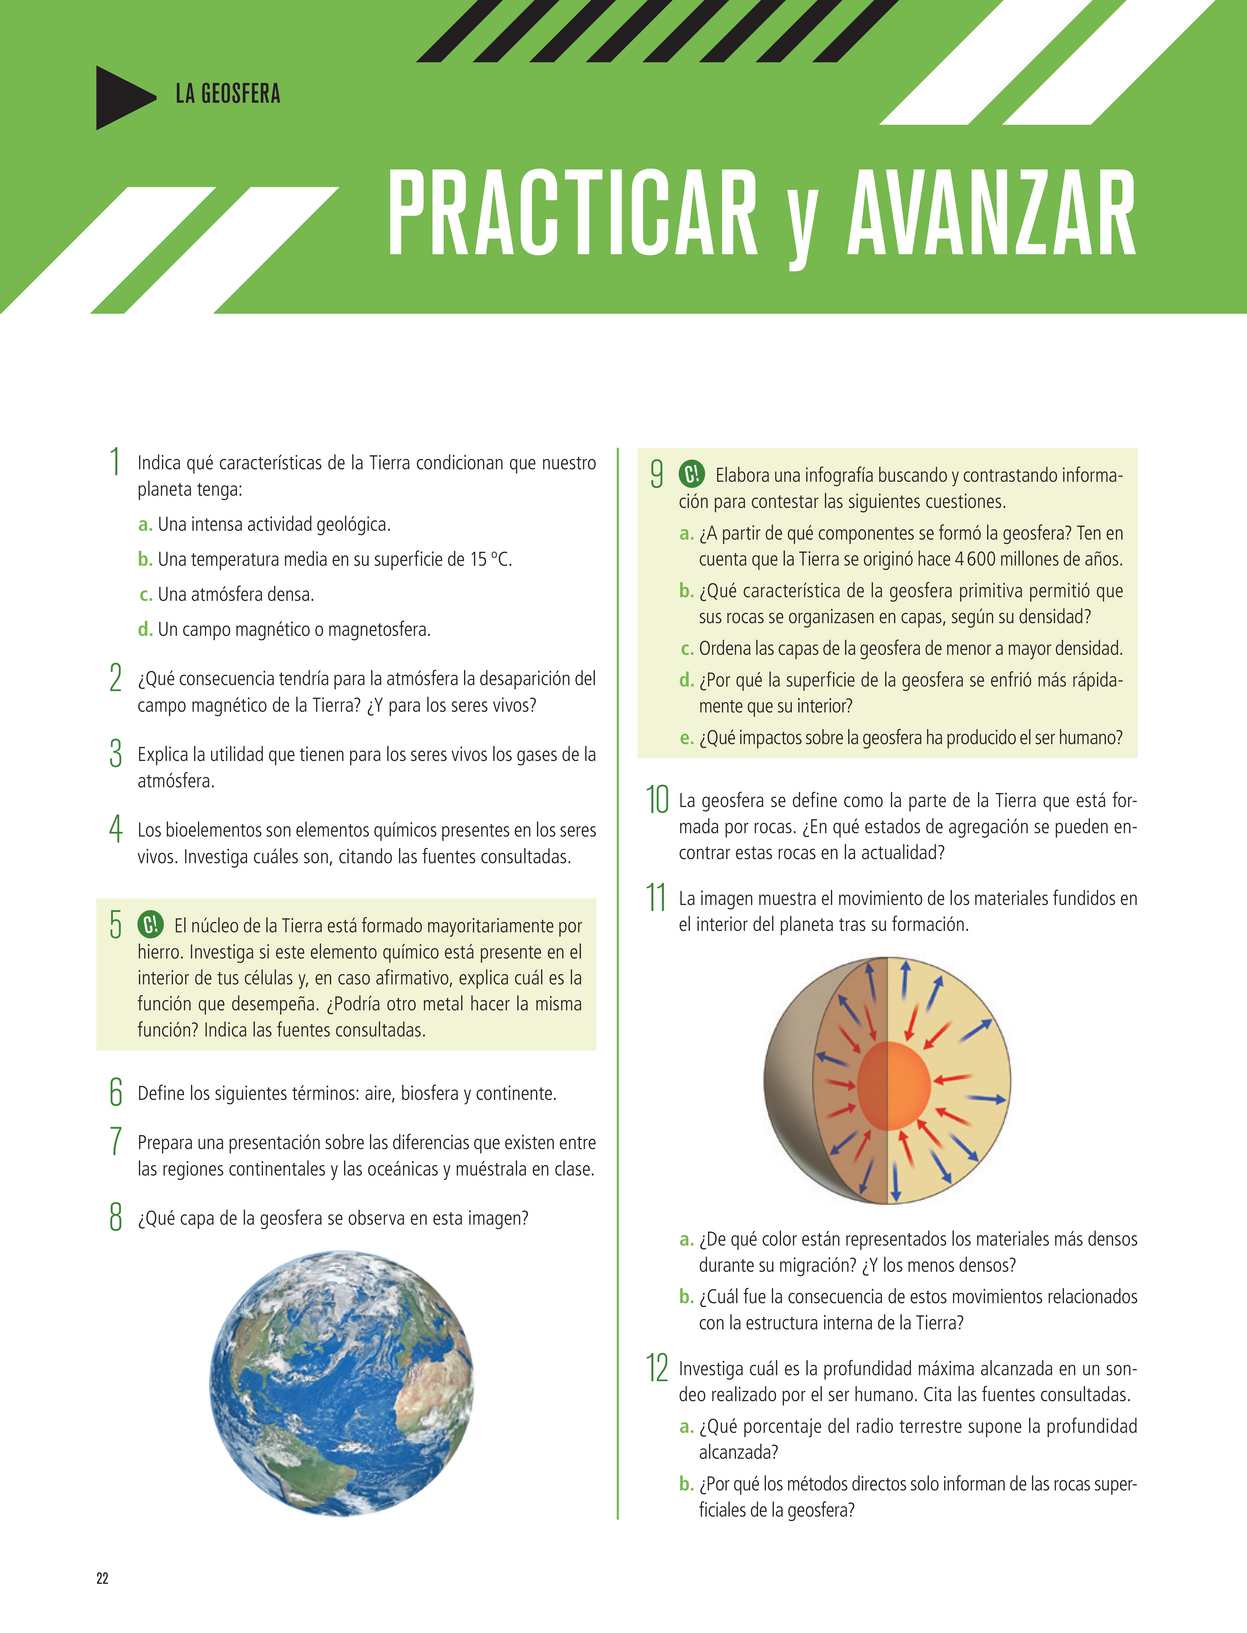 LA GEOSFERA
PRACTICAR y AVANZAR
1 Indica qué características de la Tierra condicionan que nuestro
planeta tenga:
a. Una intensa actividad geológica.
b. Una temperatura media en su superficie de 15 ºC.
c. Una atmósfera densa.
d. Un campo magnético o magnetosfera.
2 ¿Qué consecuencia tendría para la atmósfera la desaparición del
campo magnético de la Tierra? ¿Y para los seres vivos?
3 Explica la utilidad que tienen para los seres vivos los gases de la
atmósfera.
4 Los bioelementos son elementos químicos presentes en los seres
vivos. Investiga cuáles son, citando las fuentes consultadas.
5 C! El núcleo de la Tierra está formado mayoritariamente por
hierro. Investiga si este elemento químico está presente en el
interior de tus células y, en caso afirmativo, explica cuál es la
función que desempeña. ¿Podría otro metal hacer la misma
función? Indica las fuentes consultadas.
6 Define los siguientes términos: aire, biosfera y continente.
7 Prepara una presentación sobre las diferencias que existen entre
las regiones continentales y las oceánicas y muéstrala en clase.
8 ¿Qué capa de la geosfera se observa en esta imagen?
9 C! Elabora una infografía buscando y contrastando informa-
ción para contestar las siguientes cuestiones.
a. ¿A partir de qué componentes se formó la geosfera? Ten en
cuenta que la Tierra se originó hace 4 600 millones de años.
b. ¿Qué característica de la geosfera primitiva permitió que
sus rocas se organizasen en capas, según su densidad?
c. Ordena las capas de la geosfera de menor a mayor densidad.
d. ¿Por qué la superficie de la geosfera se enfrió más rápida-
mente que su interior?
e. ¿Qué impactos sobre la geosfera ha producido el ser humano?
10 La geosfera se define como la parte de la Tierra que está for-
mada por rocas. ¿En qué estados de agregación se pueden en-
contrar estas rocas en la actualidad?
11 La imagen muestra el movimiento de los materiales fundidos en
el interior del planeta tras su formación.
a. ¿De qué color están representados los materiales más densos
durante su migración? ¿Y los menos densos?
b. ¿Cuál fue la consecuencia de estos movimientos relacionados
con la estructura interna de la Tierra?
12 Investiga cuál es la profundidad máxima alcanzada en un son-
deo realizado por el ser humano. Cita las fuentes consultadas.
a. ¿Qué porcentaje del radio terrestre supone la profundidad
alcanzada?
b. ¿Por qué los métodos directos solo informan de las rocas super-
ficiales de la geosfera?
22